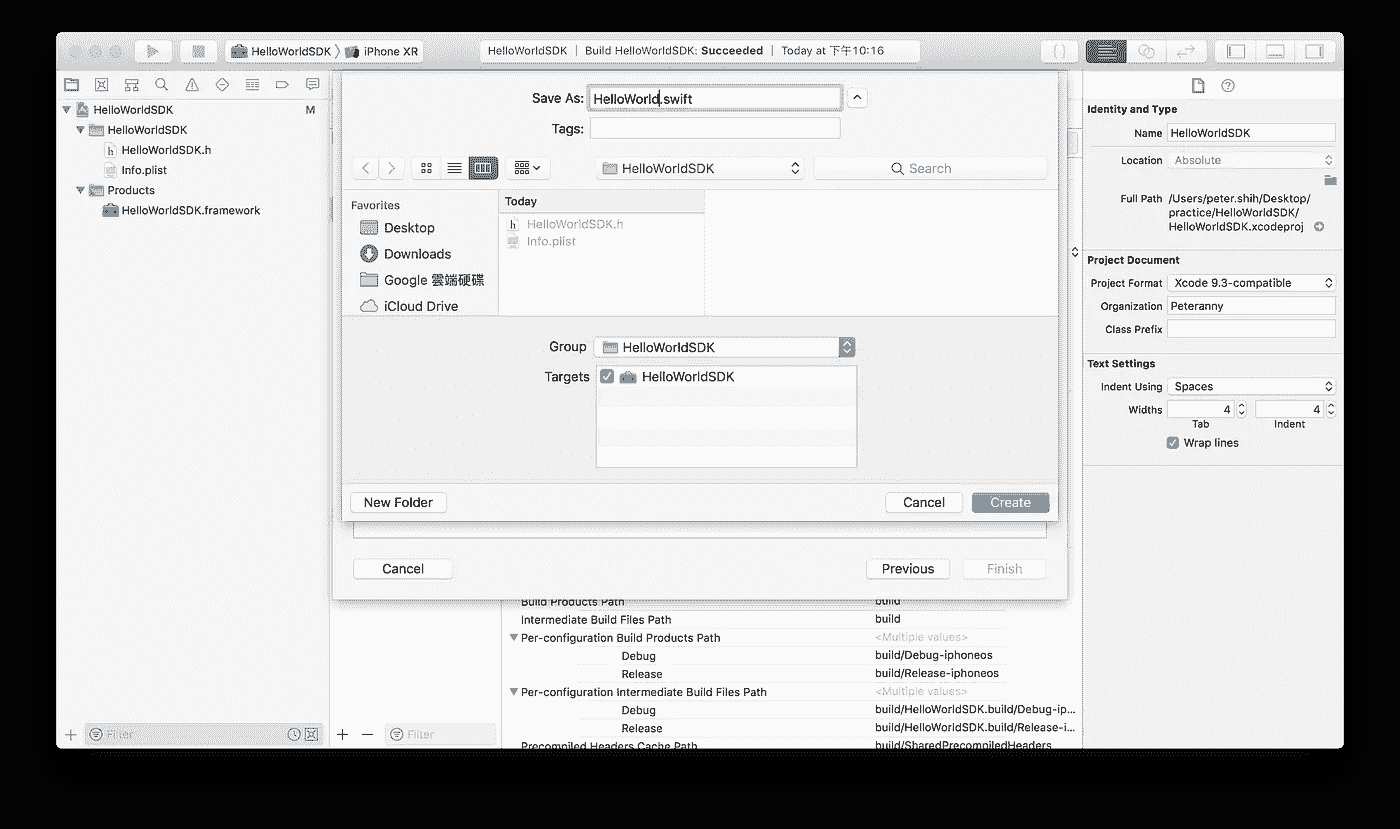 HelloWorldSDK 〉 iPhone XR
HelloWorldSDK | Build HelloWorldSDK: Succeeded | Today at 下午10:16
HelloWorldSDK M
HelloWorldSDK
HelloWorldSDK.h
Info.plist
Products
HelloWorldSDK.framework
Filter
Save As: HelloWorld.swift
Tags:
HelloWorldSDK
Search
Favorites
Desktop
Downloads
Google 雲端硬碟
iCloud Drive
Today
HelloWorldSDK.h
Info.plist
Group HelloWorldSDK
Targets HelloWorldSDK
New Folder Cancel Create
Cancel Previous Finish
Build Products Path build
Intermediate Build Files Path build
Per-configuration Build Products Path <Multiple values>
Debug build/Debug-iphoneos
Release build/Release-iphoneos
Per-configuration Intermediate Build Files Path <Multiple values>
Debug build/HelloWorldSDK.build/Debug-ip...
Release build/HelloWorldSDK.build/Release-i...
Precompiled Headers Cache Path build/SharedPrecompiledHeaders
Filter
Identity and Type
Name HelloWorldSDK
Location Absolute
Full Path /Users/peter.shih/Desktop/
practice/HelloWorldSDK/
HelloWorldSDK.xcodeproj
Project Document
Project Format Xcode 9.3-compatible
Organization Peteranny
Class Prefix
Text Settings
Indent Using Spaces
Widths 4 4
Tab Indent
Wrap lines